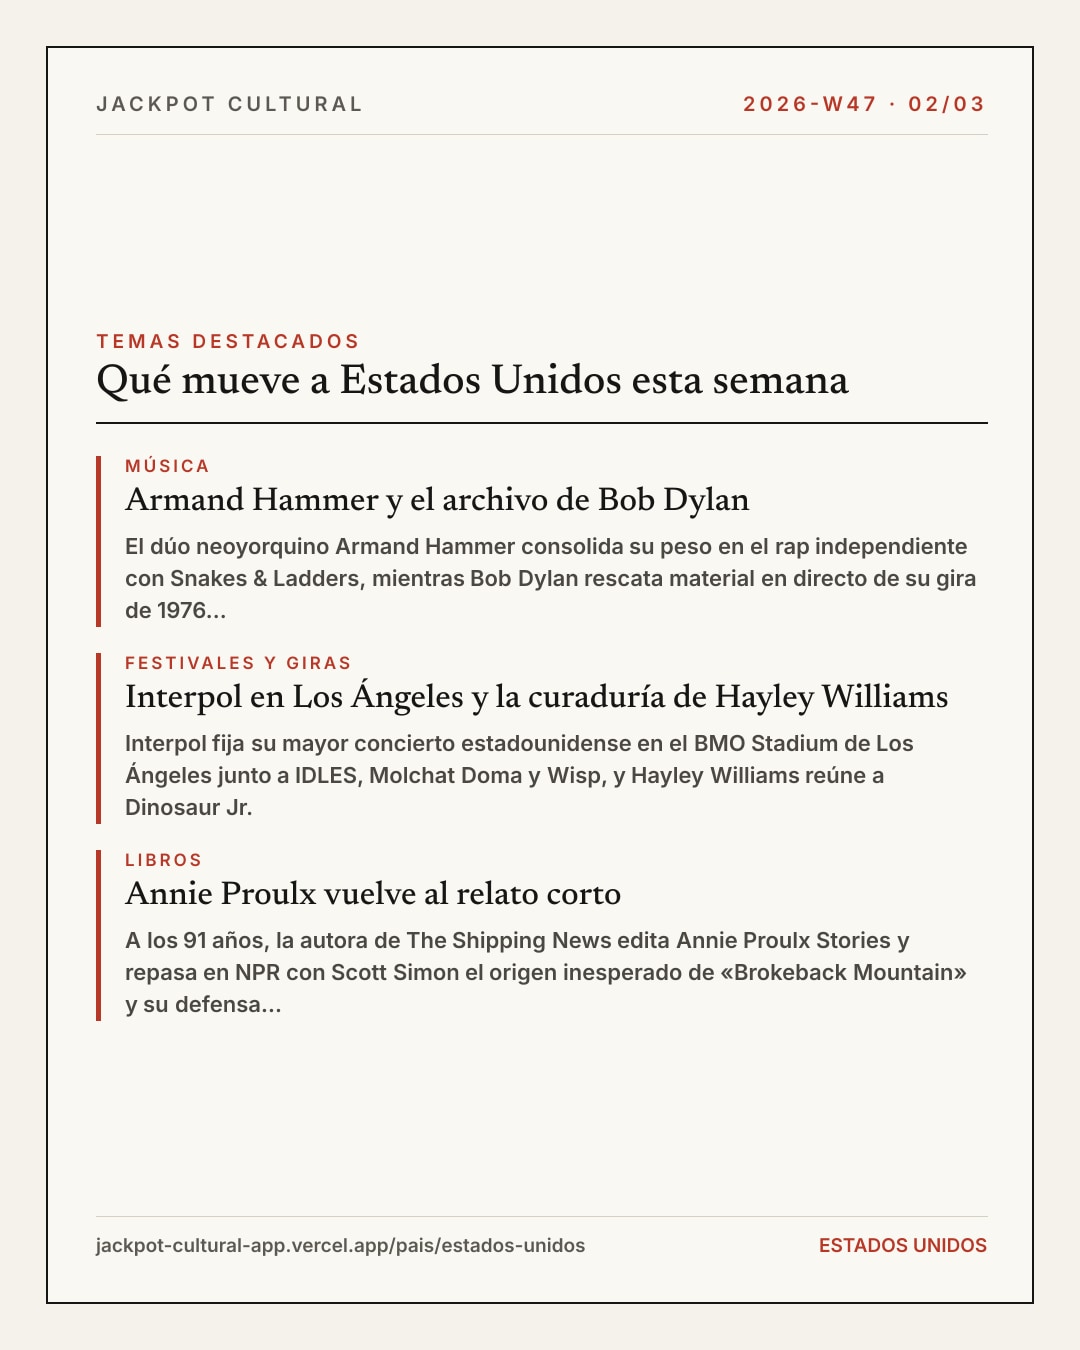 JACKPOT CULTURAL
2026-W47 · 02/03
TEMAS DESTACADOS
Qué mueve a Estados Unidos esta semana
MÚSICA
Armand Hammer y el archivo de Bob Dylan
El dúo neoyorquino Armand Hammer consolida su peso en el rap independiente
con Snakes & Ladders, mientras Bob Dylan rescata material en directo de su gira
de 1976...
FESTIVALES Y GIRAS
Interpol en Los Ángeles y la curaduría de Hayley Williams
Interpol fija su mayor concierto estadounidense en el BMO Stadium de Los
Ángeles junto a IDLES, Molchat Doma y Wisp, y Hayley Williams reúne a
Dinosaur Jr.
LIBROS
Annie Proulx vuelve al relato corto
A los 91 años, la autora de The Shipping News edita Annie Proulx Stories y
repasa en NPR con Scott Simon el origen inesperado de «Brokeback Mountain»
y su defensa...
jackpot-cultural-app.vercel.app/pais/estados-unidos
ESTADOS UNIDOS